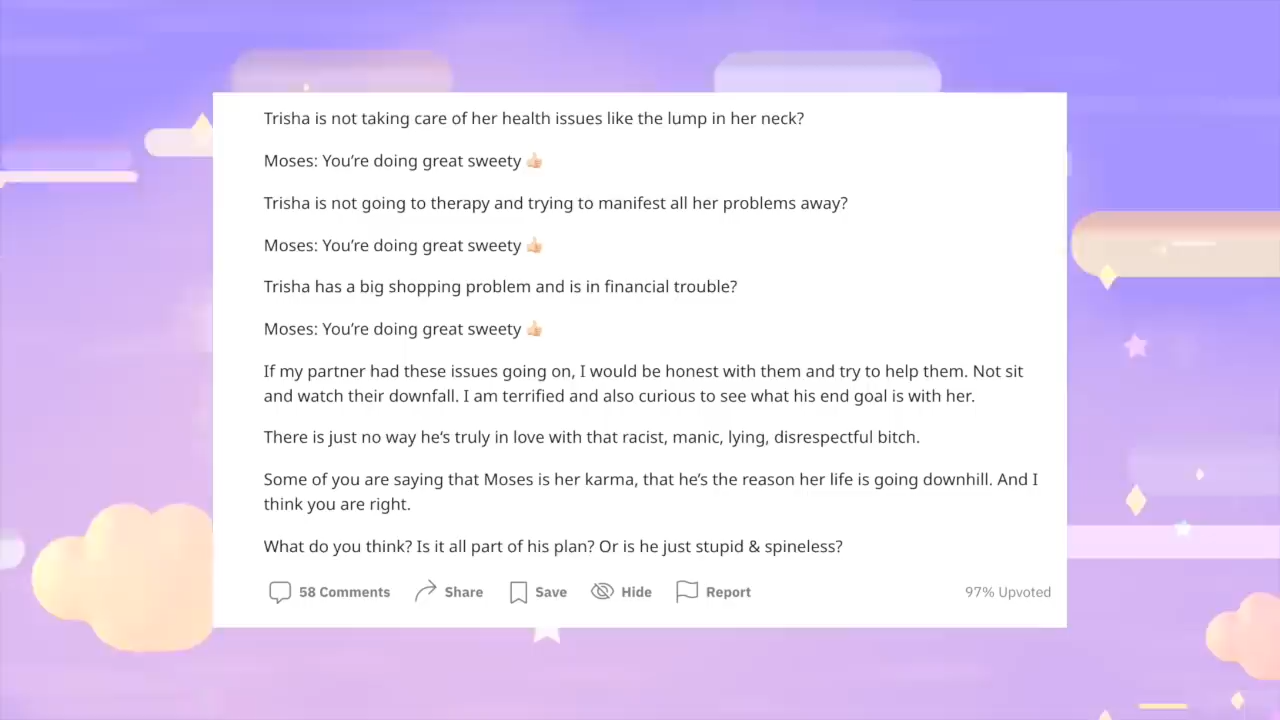 Trisha is not taking care of her health issues like the lump in her neck?
Moses: You’re doing great sweety 👍🏻
Trisha is not going to therapy and trying to manifest all her problems away?
Moses: You’re doing great sweety 👍🏻
Trisha has a big shopping problem and is in financial trouble?
Moses: You’re doing great sweety 👍🏻
If my partner had these issues going on, I would be honest with them and try to help them. Not sit
and watch their downfall. I am terrified and also curious to see what his end goal is with her.
There is just no way he’s truly in love with that racist, manic, lying, disrespectful bitch.
Some of you are saying that Moses is her karma, that he’s the reason her life is going downhill. And I
think you are right.
What do you think? Is it all part of his plan? Or is he just stupid & spineless?
58 Comments Share Save Hide Report 97% Upvoted